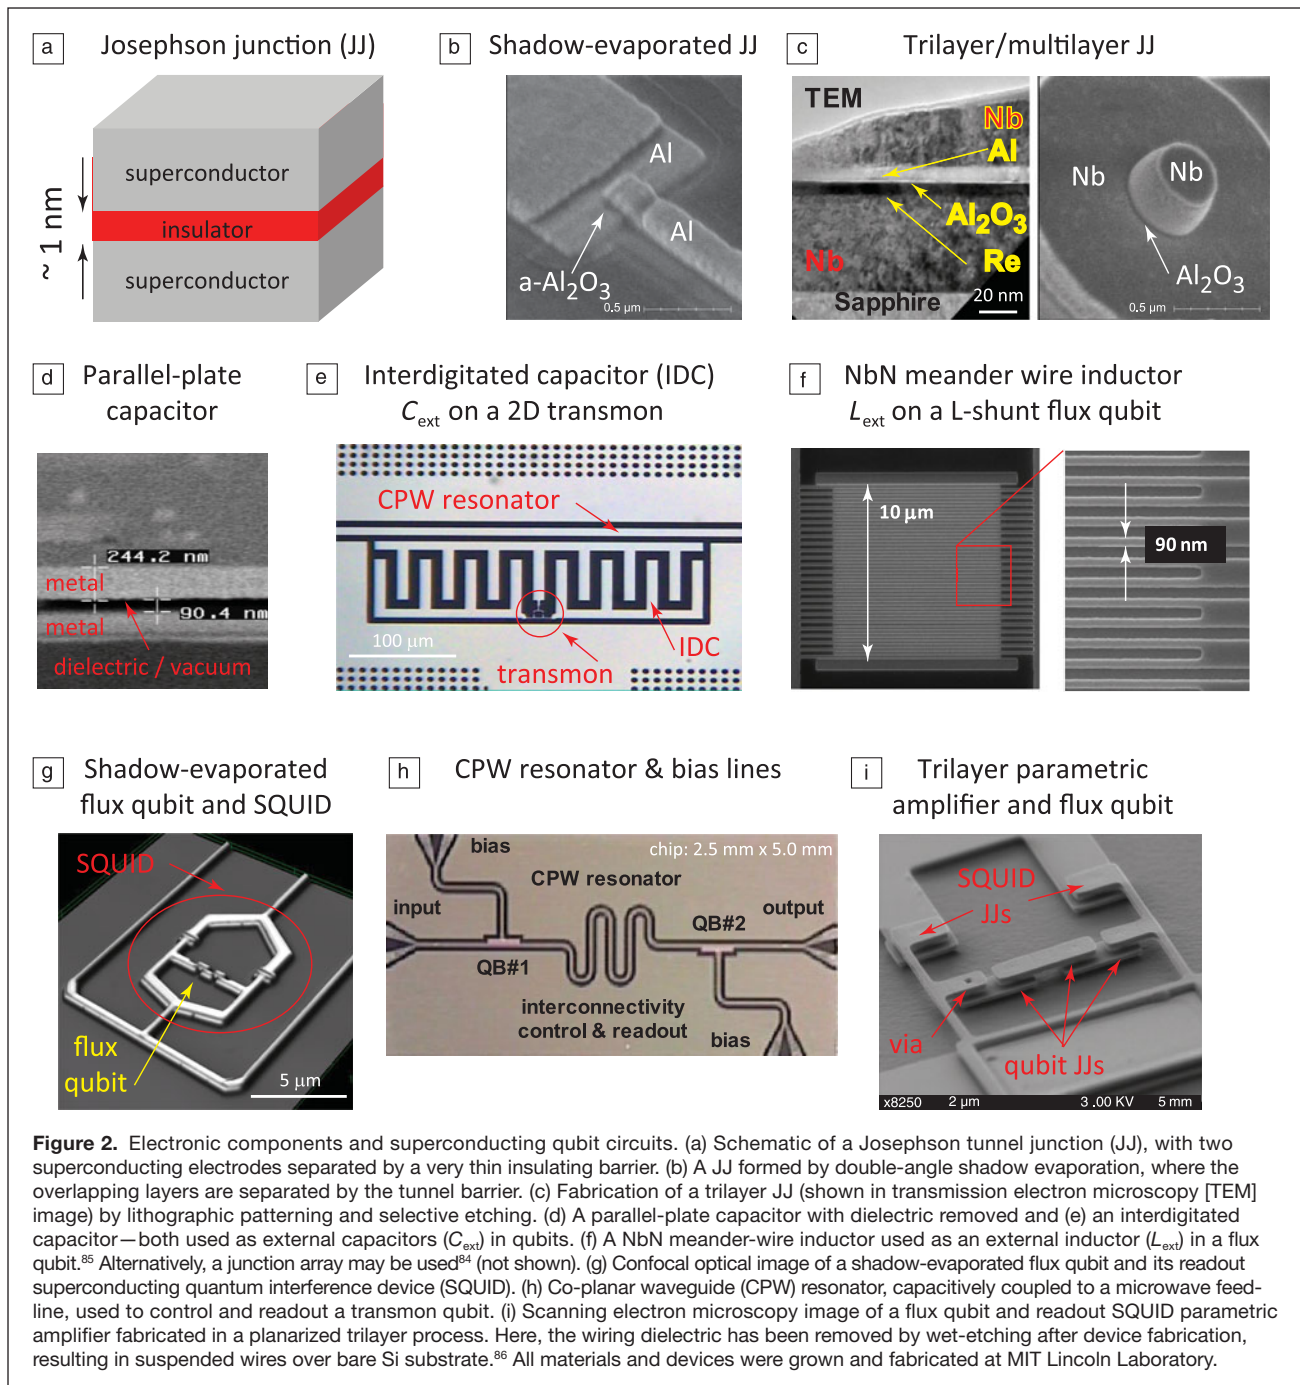 a Josephson junction (JJ)
superconductor
insulator
superconductor
~ 1 nm
b Shadow-evaporated JJ
Al
Al
a-Al2O3
0.5 µm
c Trilayer/multilayer JJ
TEM
Nb
Al
Al2O3
Nb
Re
Sapphire
20 nm
Nb
Nb
Al2O3
0.5 µm
d Parallel-plate
capacitor
244.2 nm
metal
90.4 nm
metal
dielectric / vacuum
e Interdigitated capacitor (IDC)
Cext on a 2D transmon
CPW resonator
100 µm
IDC
transmon
f NbN meander wire inductor
Lext on a L-shunt flux qubit
10 µm
90 nm
g Shadow-evaporated
flux qubit and SQUID
SQUID
flux
qubit
5 µm
h CPW resonator & bias lines
bias
chip: 2.5 mm x 5.0 mm
CPW resonator
input
QB#2
output
QB#1
interconnectivity
control & readout
bias
i Trilayer parametric
amplifier and flux qubit
SQUID
JJs
via
qubit JJs
x8250 2 µm 3 .00 KV 5 mm
Figure 2. Electronic components and superconducting qubit circuits. (a) Schematic of a Josephson tunnel junction (JJ), with two
superconducting electrodes separated by a very thin insulating barrier. (b) A JJ formed by double-angle shadow evaporation, where the
overlapping layers are separated by the tunnel barrier. (c) Fabrication of a trilayer JJ (shown in transmission electron microscopy [TEM]
image) by lithographic patterning and selective etching. (d) A parallel-plate capacitor with dielectric removed and (e) an interdigitated
capacitor—both used as external capacitors (Cext) in qubits. (f) A NbN meander-wire inductor used as an external inductor (Lext) in a flux
qubit.85 Alternatively, a junction array may be used84 (not shown). (g) Confocal optical image of a shadow-evaporated flux qubit and its readout
superconducting quantum interference device (SQUID). (h) Co-planar waveguide (CPW) resonator, capacitively coupled to a microwave feed-
line, used to control and readout a transmon qubit. (i) Scanning electron microscopy image of a flux qubit and readout SQUID parametric
amplifier fabricated in a planarized trilayer process. Here, the wiring dielectric has been removed by wet-etching after device fabrication,
resulting in suspended wires over bare Si substrate.86 All materials and devices were grown and fabricated at MIT Lincoln Laboratory.